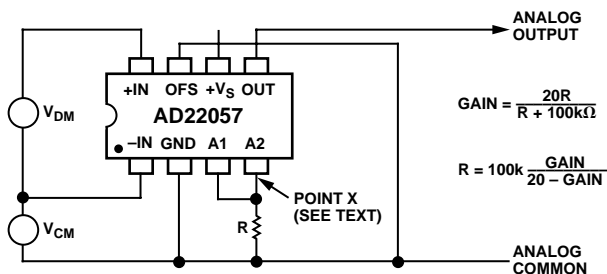 ANALOG
OUTPUT
+IN OFS +VS OUT
AD22057
–IN GND A1 A2
VDM
VCM
GAIN = 20R / R + 100kΩ
R = 100k GAIN / 20 – GAIN
POINT X
(SEE TEXT)
R
ANALOG
COMMON